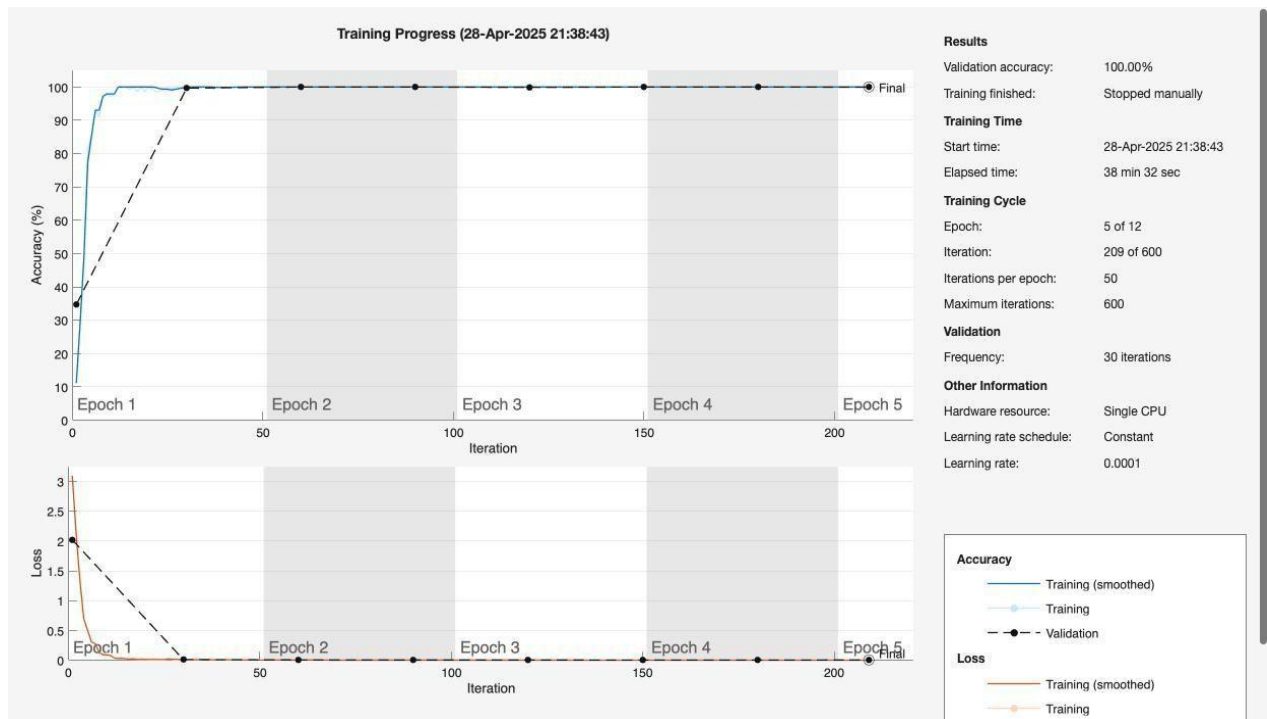 Training Progress (28-Apr-2025 21:38:43)
100
90
80
70
60
50
40
30
20
10
0
Accuracy (%)
Final
Epoch 1 Epoch 2 Epoch 3 Epoch 4 Epoch 5
0 50 100 150 200
Iteration
3
2.5
2
1.5
1
0.5
0
Loss
Epoch 1 Epoch 2 Epoch 3 Epoch 4 Epoch 5
Final
0 50 100 150 200
Iteration
Results
Validation accuracy: 100.00%
Training finished: Stopped manually
Training Time
Start time: 28-Apr-2025 21:38:43
Elapsed time: 38 min 32 sec
Training Cycle
Epoch: 5 of 12
Iteration: 209 of 600
Iterations per epoch: 50
Maximum iterations: 600
Validation
Frequency: 30 iterations
Other Information
Hardware resource: Single CPU
Learning rate schedule: Constant
Learning rate: 0.0001
Accuracy
Training (smoothed)
Training
Validation
Loss
Training (smoothed)
Training